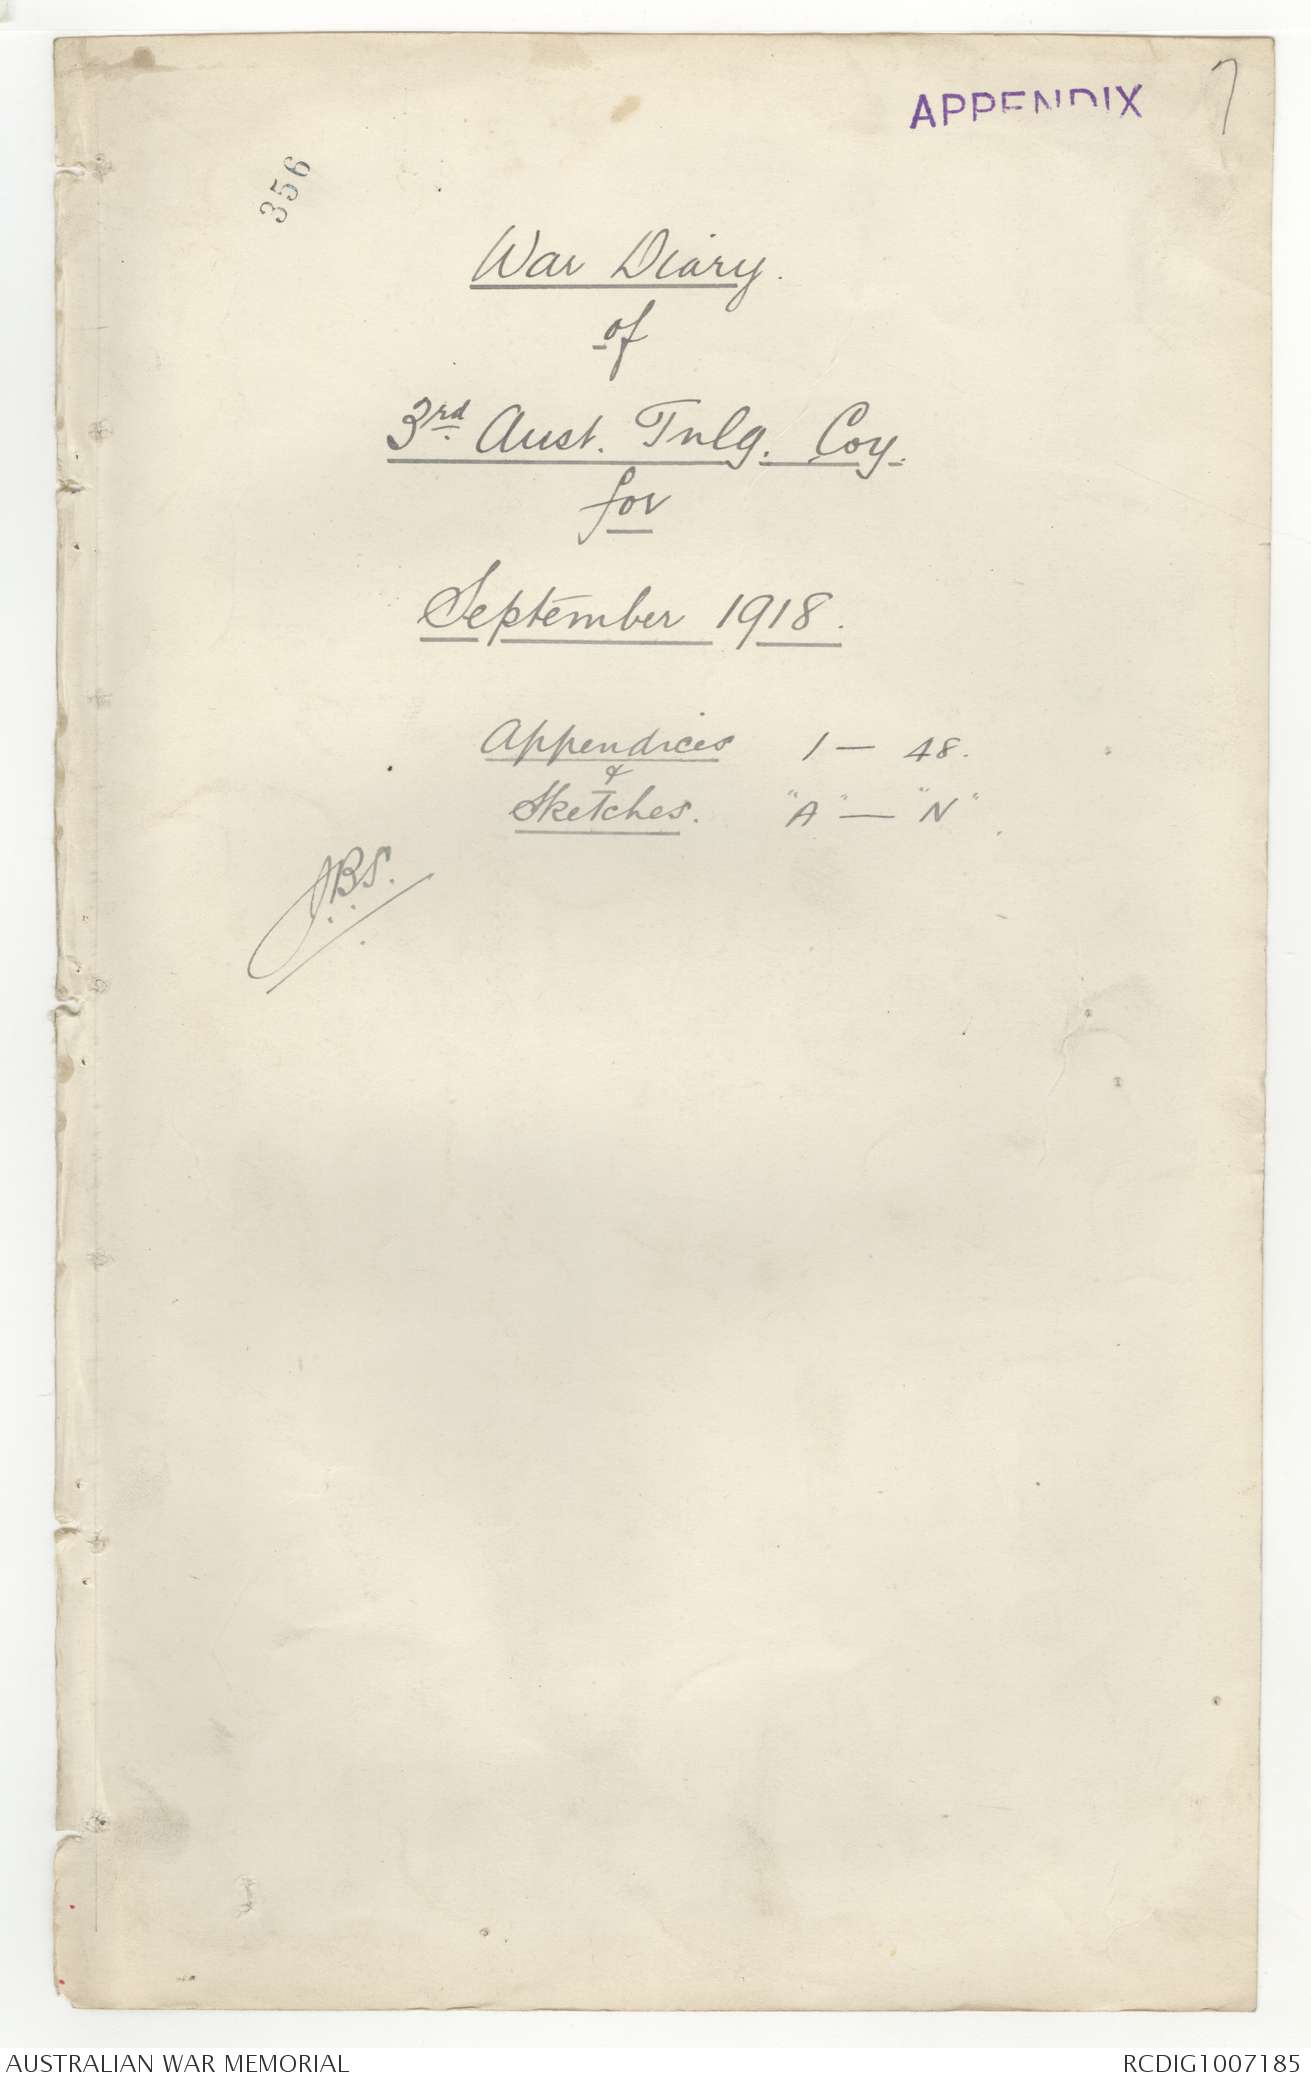 APPENDIX 7
356
War Diary.
of
3rd Aust. Tnlg. Coy.
for
September 1918.
Appendices 1 — 48.
&
Sketches. "A" — "N".
JBS.
AUSTRALIAN WAR MEMORIAL
RCDIG1007185